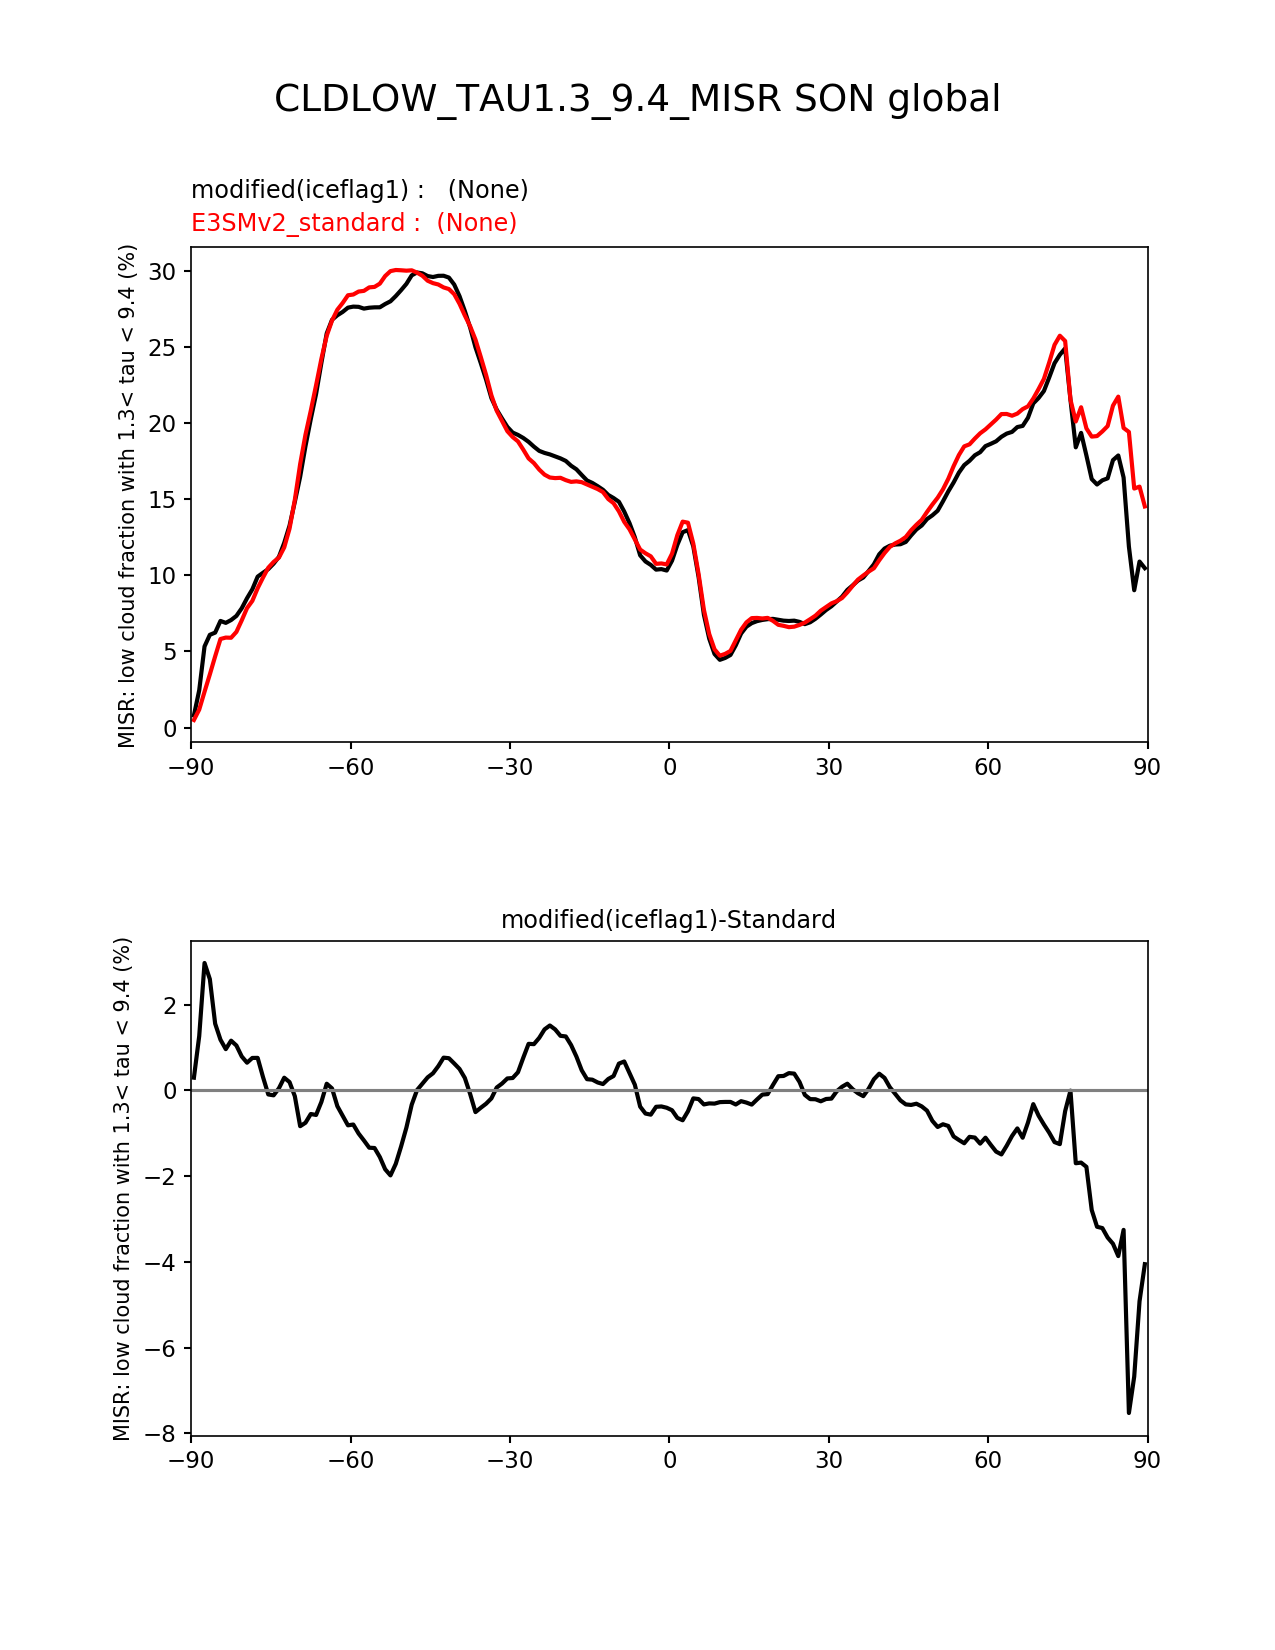 CLDLOW_TAU1.3_9.4_MISR SON global
modified(iceflag1) :   (None)
E3SMv2_standard :  (None)
MISR: low cloud fraction with 1.3< tau < 9.4 (%)
30
25
20
15
10
5
0
−90 −60 −30 0 30 60 90
modified(iceflag1)-Standard
MISR: low cloud fraction with 1.3< tau < 9.4 (%)
2
0
−2
−4
−6
−8
−90 −60 −30 0 30 60 90